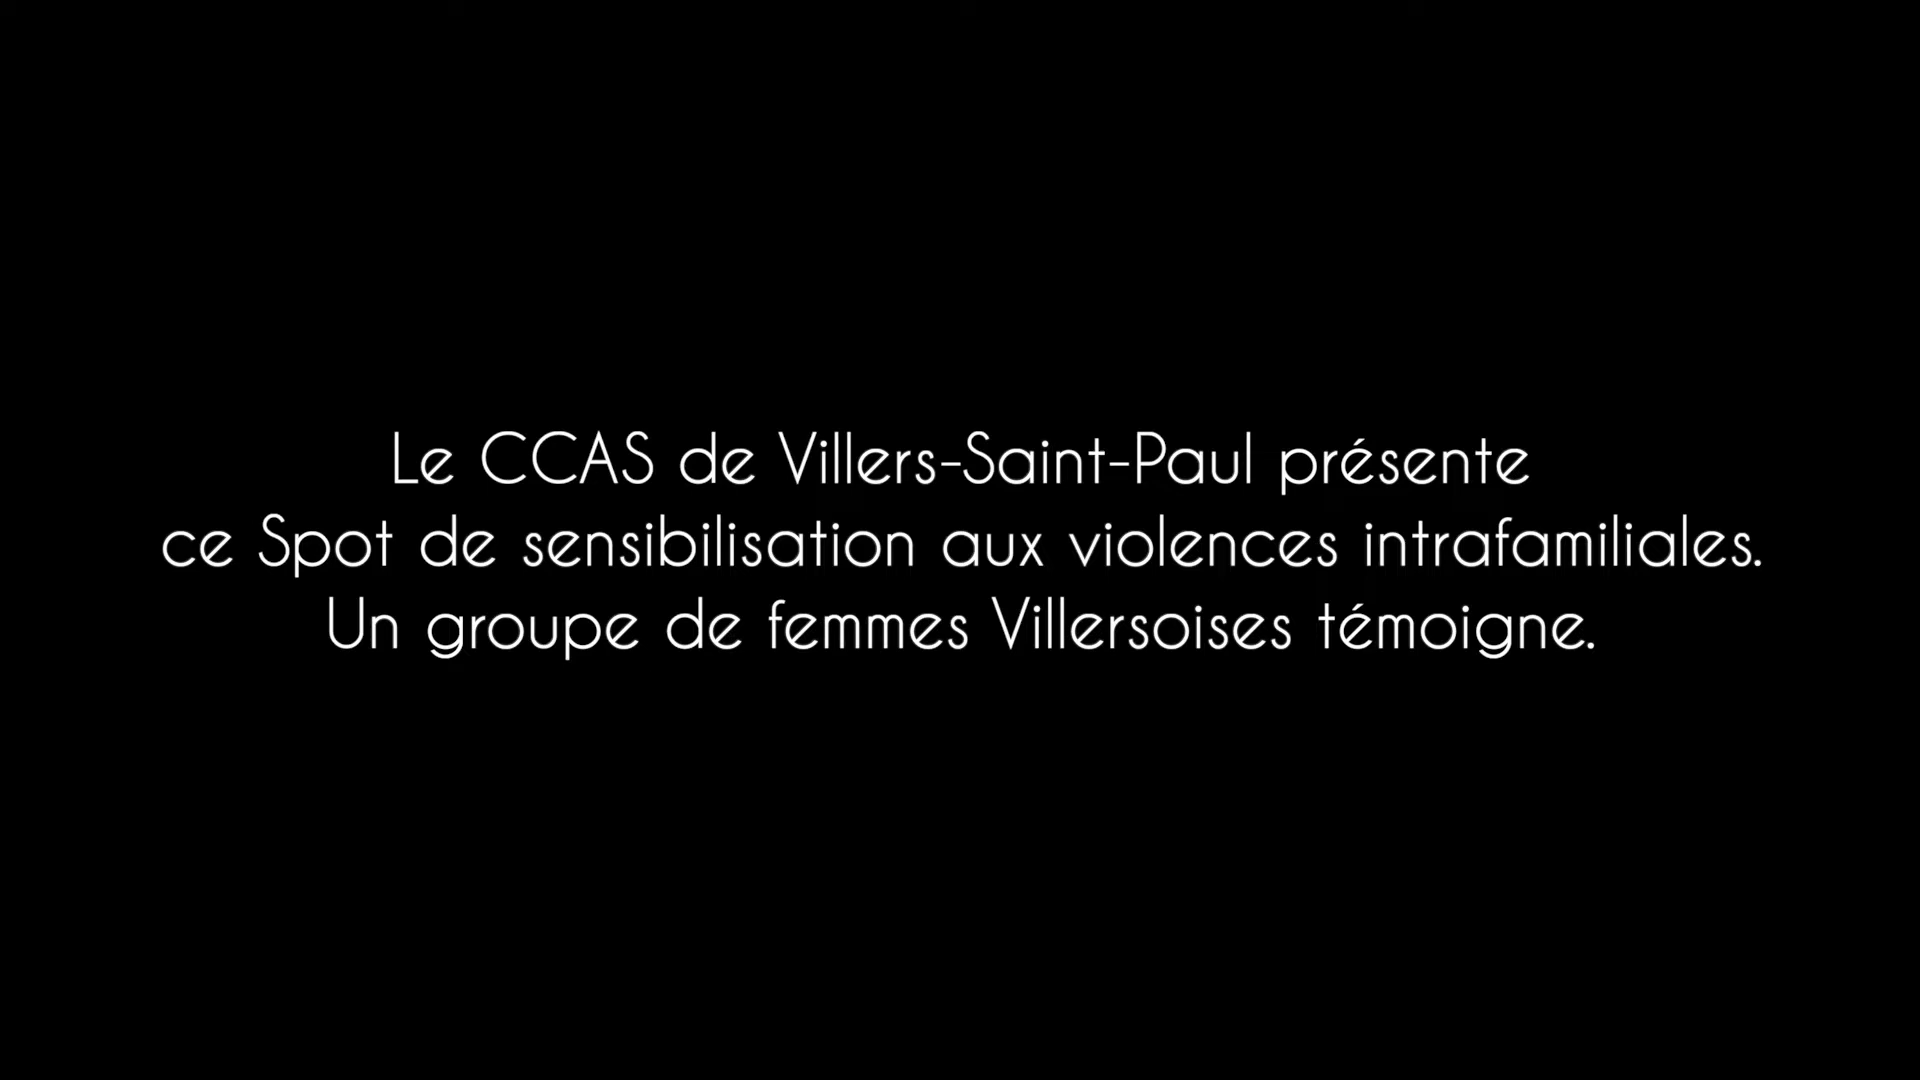 Le CCAS de Villers-Saint-Paul présente
ce Spot de sensibilisation aux violences intrafamiliales.
Un groupe de femmes Villersoises témoigne.